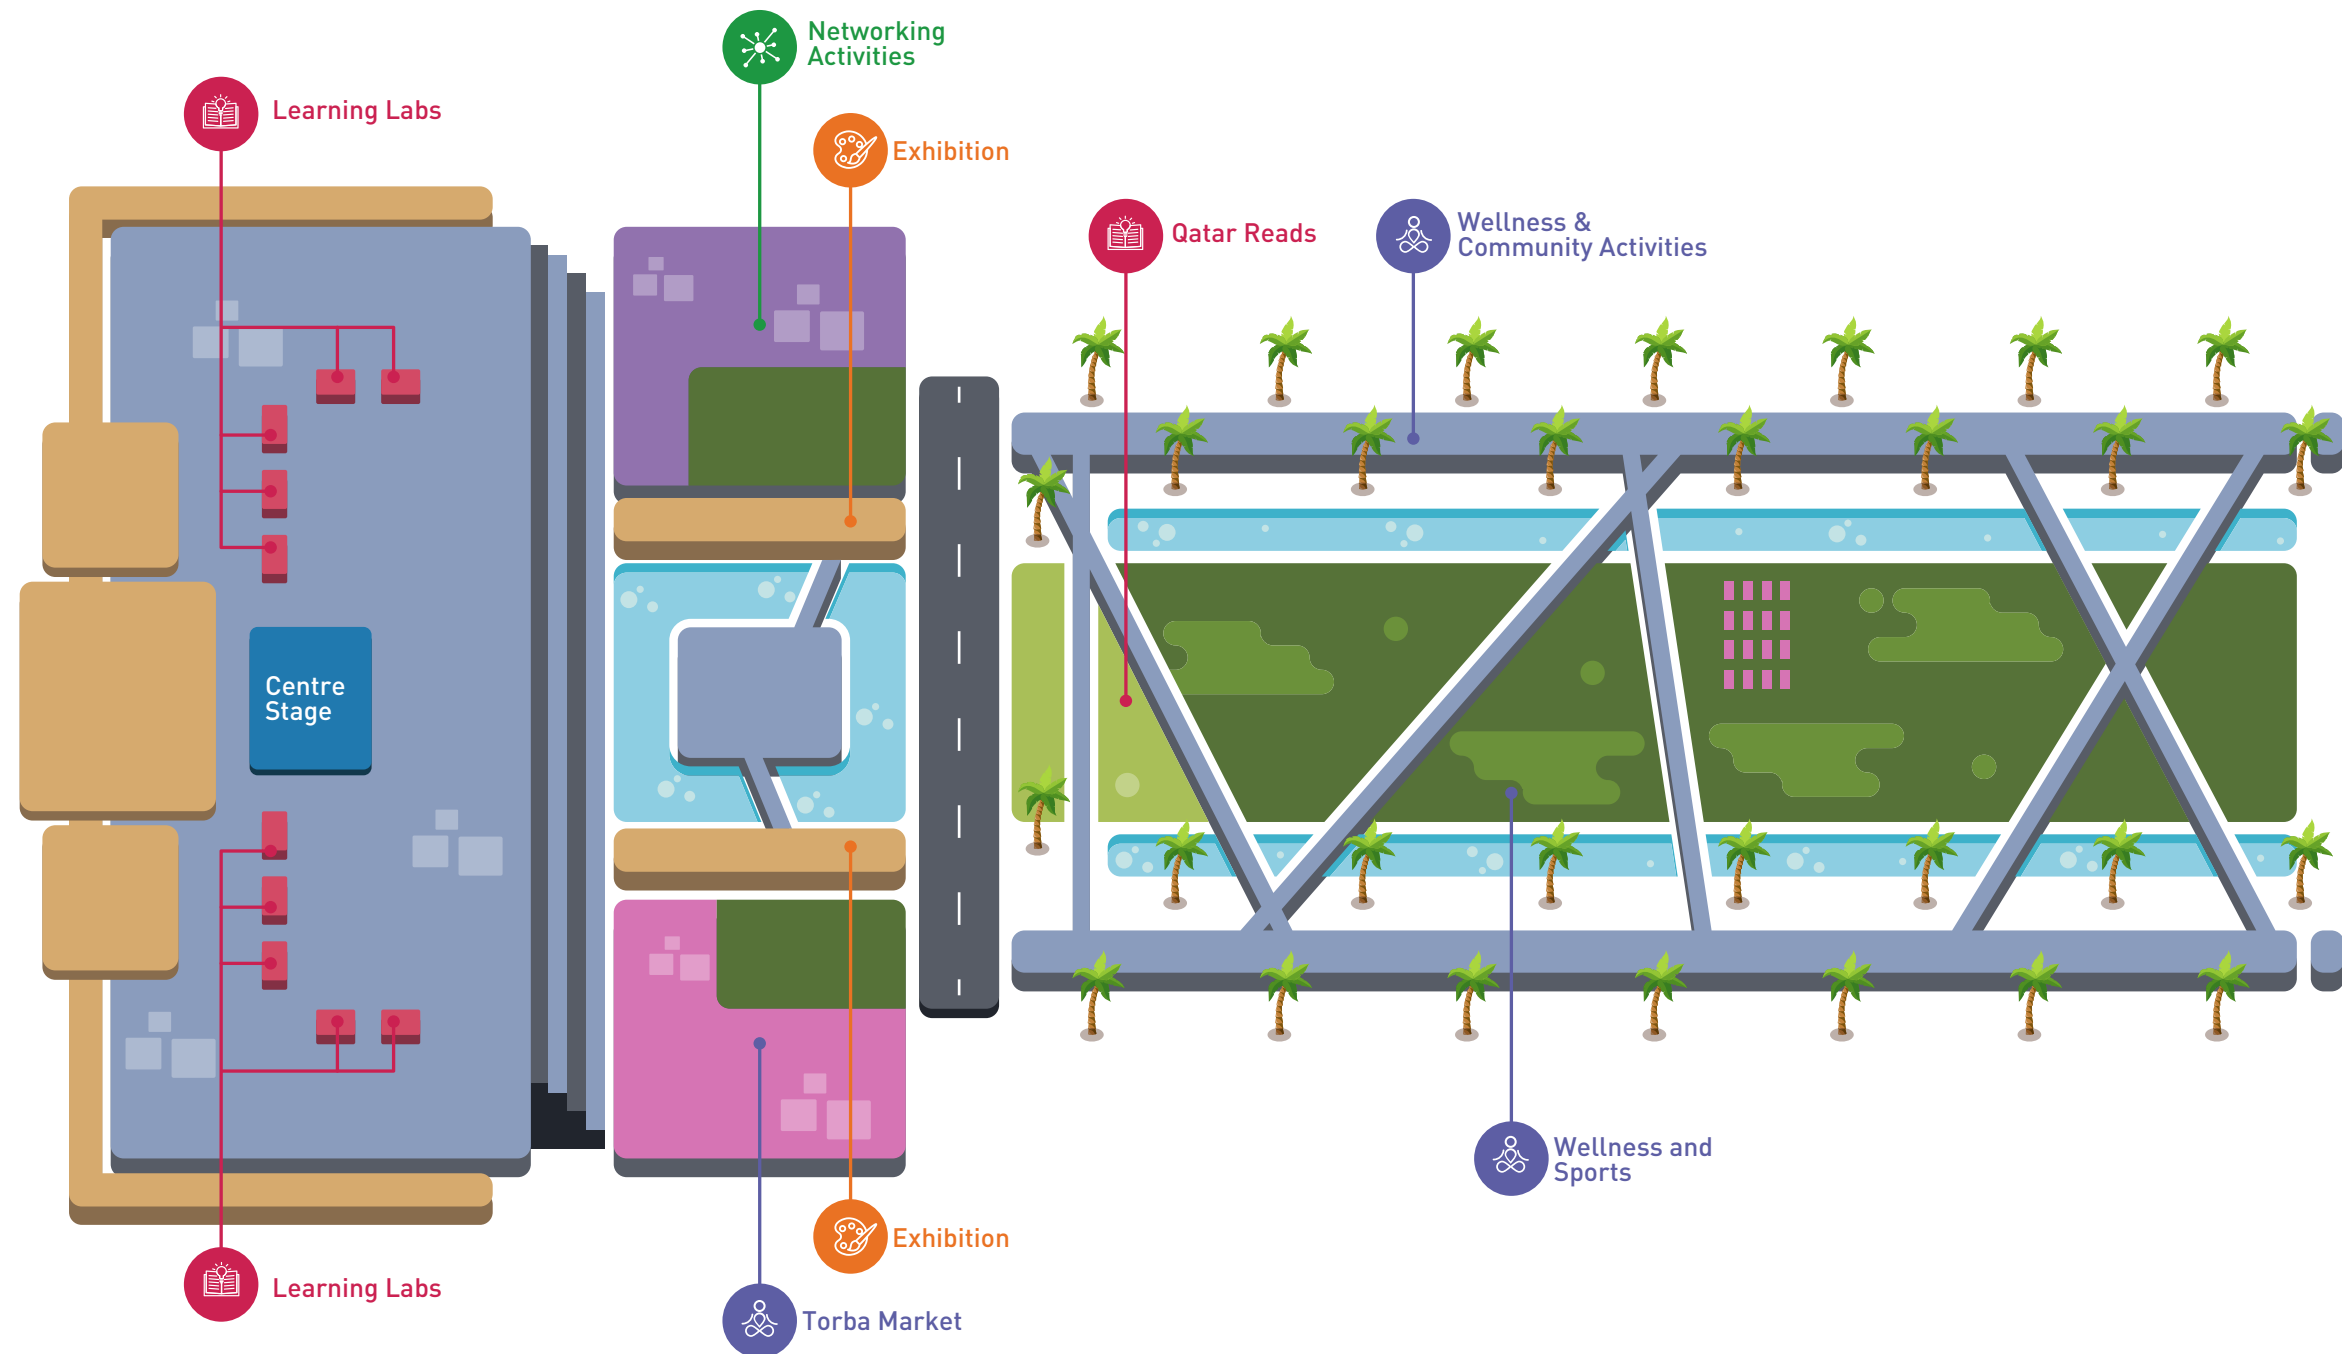 Networking
Activities
Learning Labs
Exhibition
Qatar Reads
Wellness &
Community Activities
Centre
Stage
Wellness and
Sports
Exhibition
Learning Labs
Torba Market